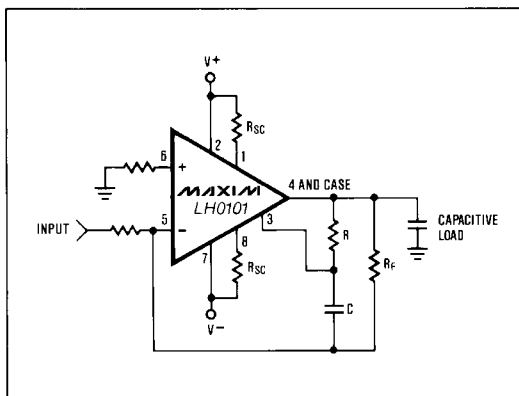 V+
RSC
2
1
6
+
MAXIM
LH0101
4 AND CASE
3
INPUT
5
−
8
7
RSC
R
RF
CAPACITIVE
LOAD
C
V−